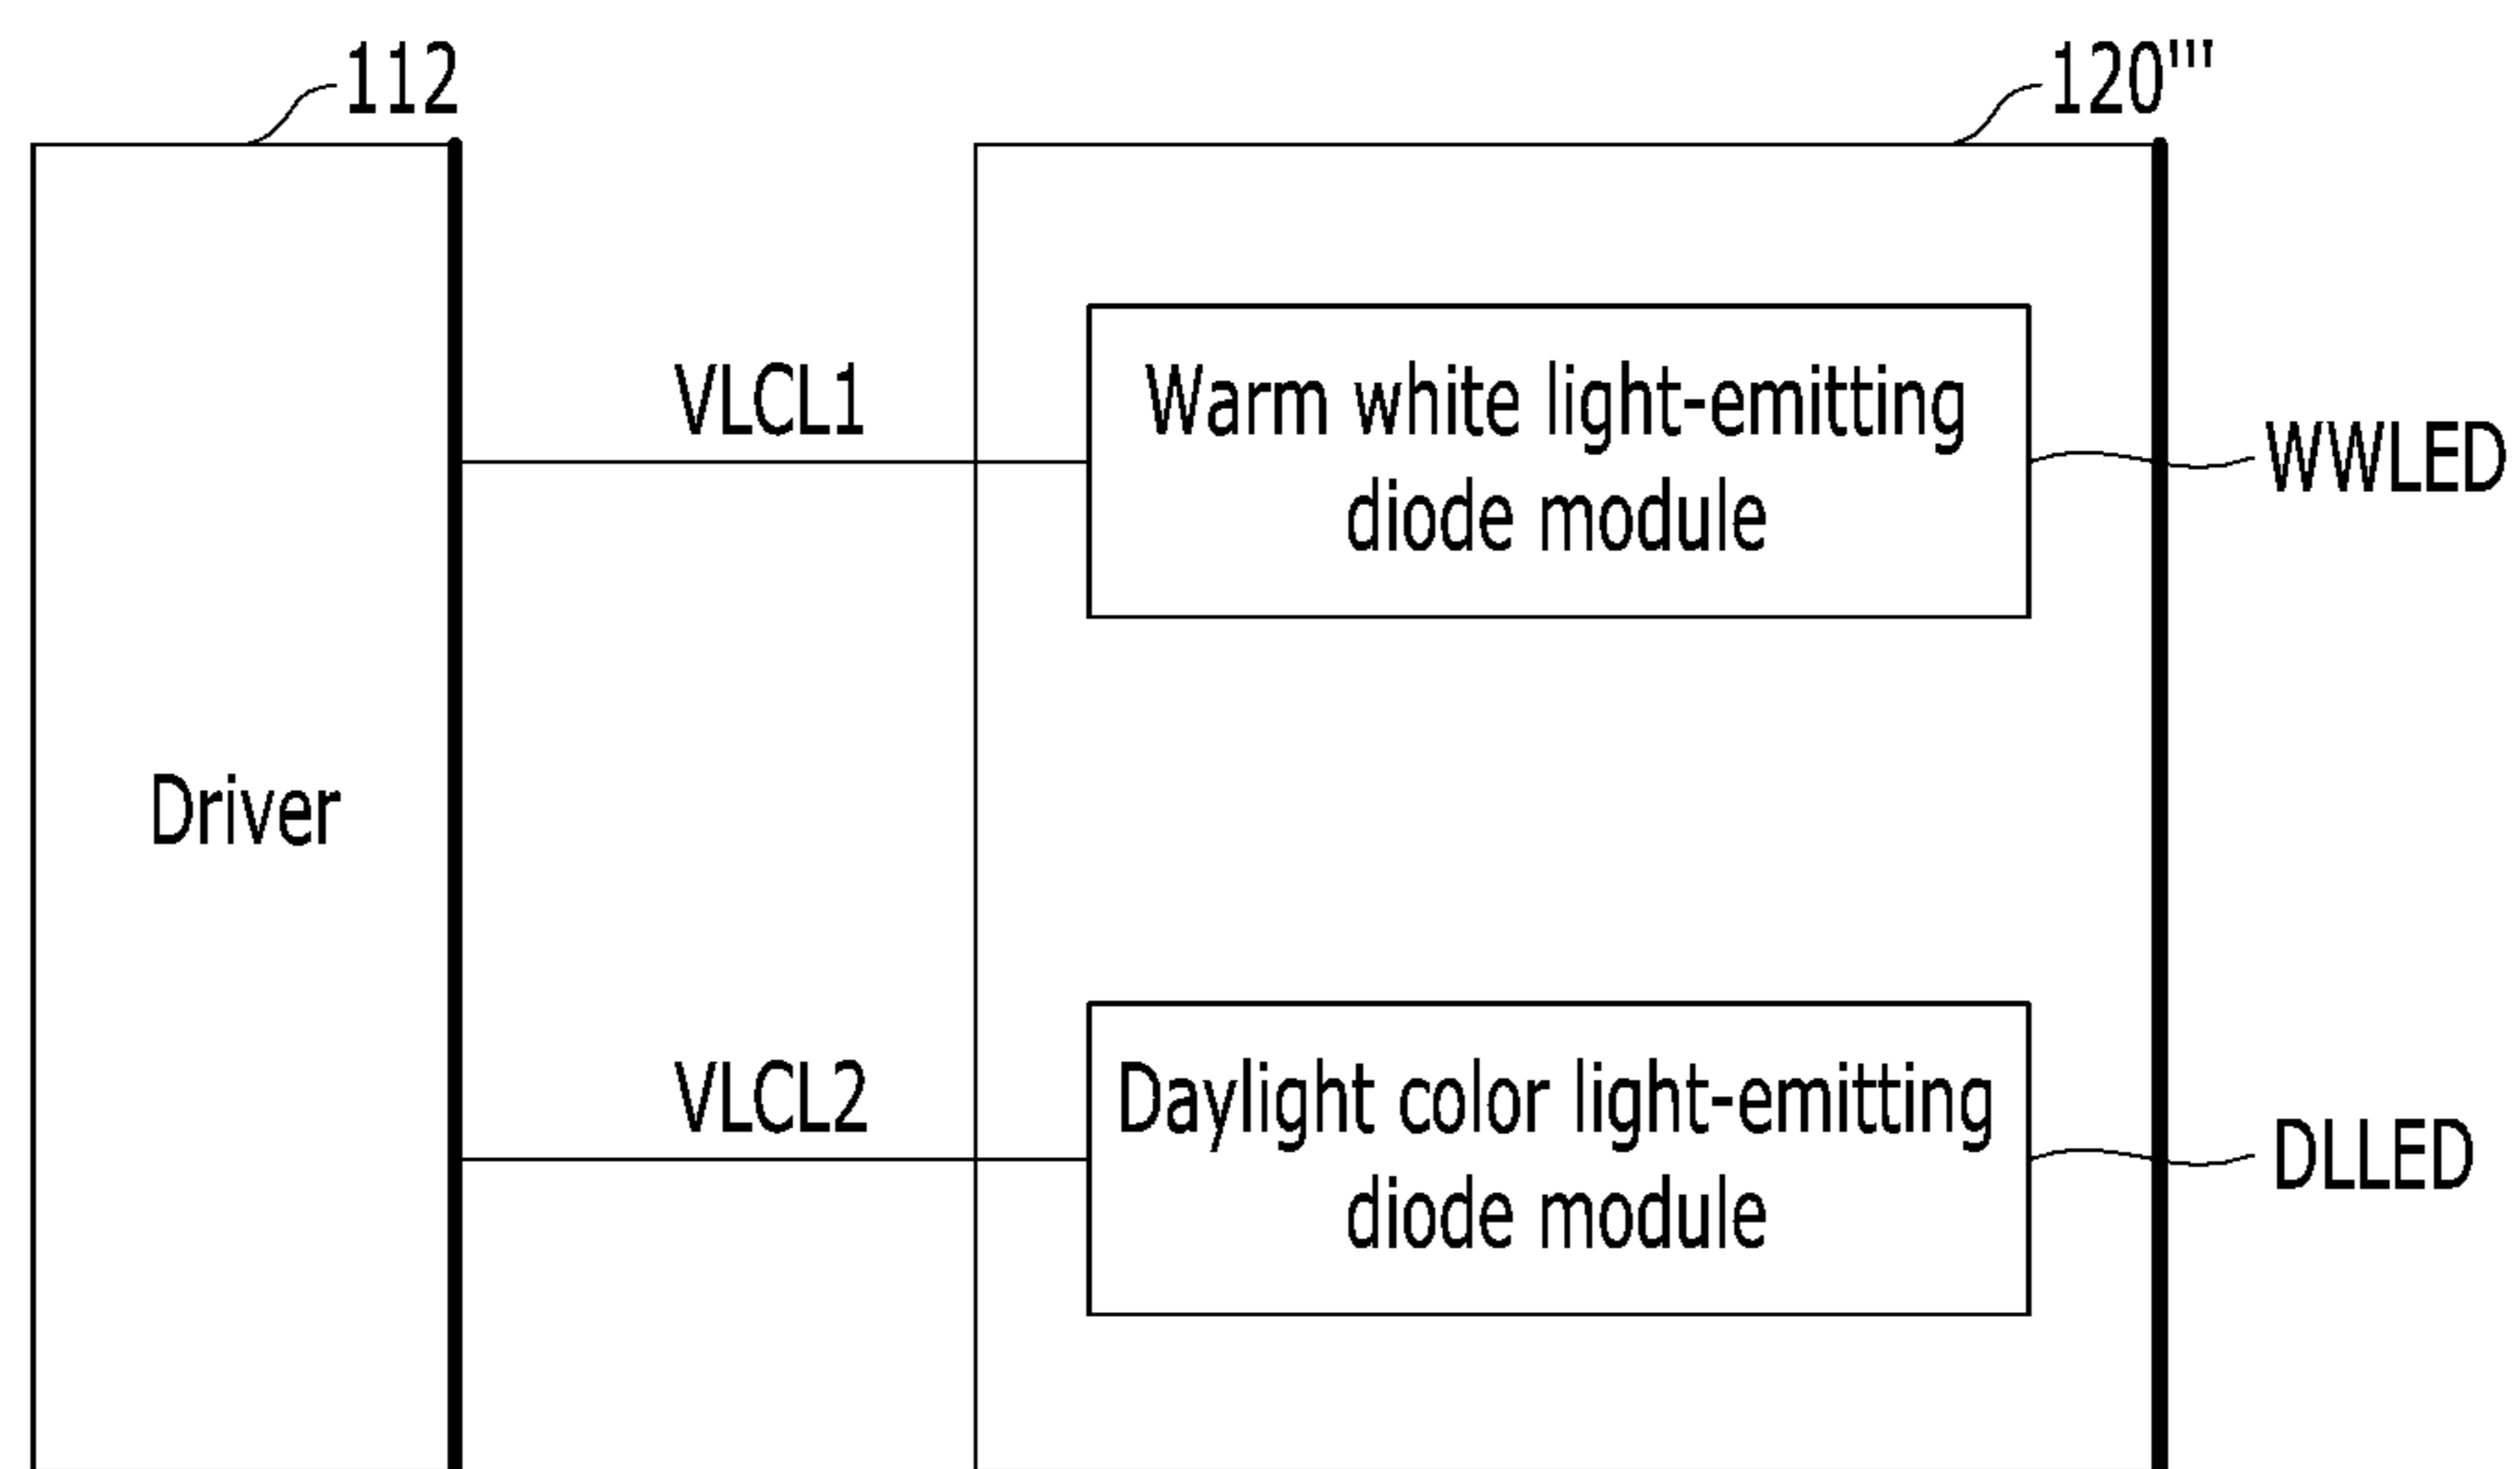 112
120'''
VLCL1
Warm white light-emitting
diode module
WWLED
Driver
VLCL2
Daylight color light-emitting
diode module
DLLED